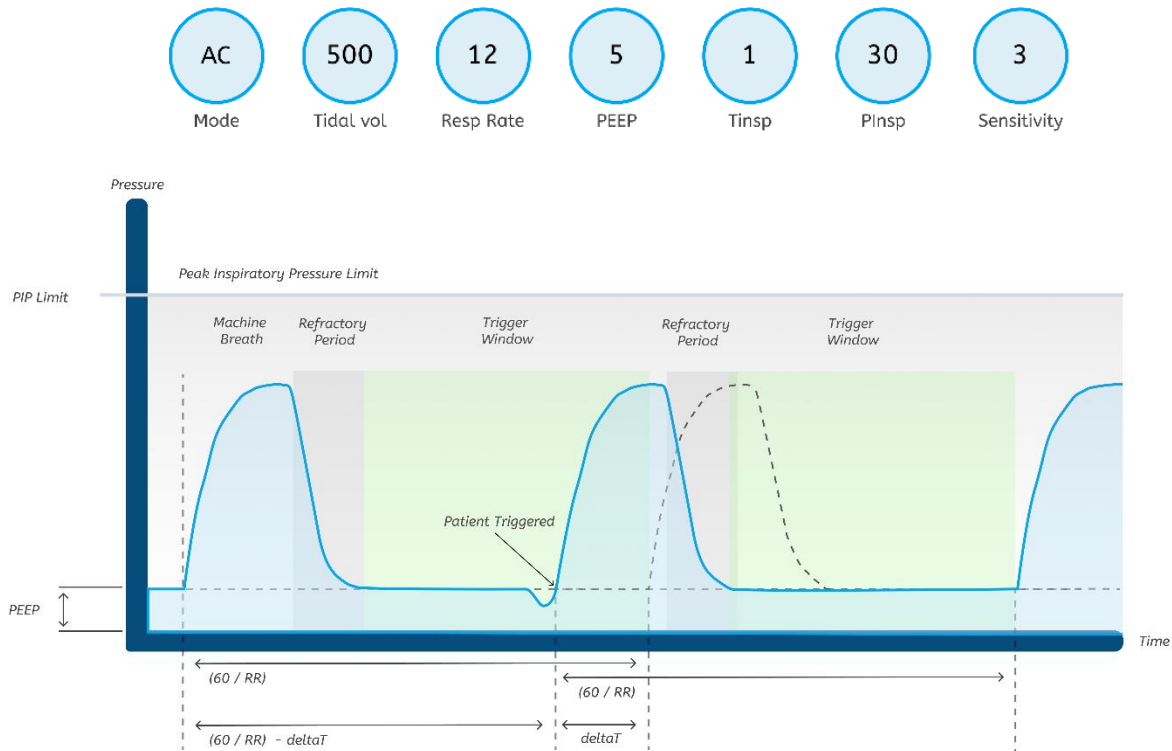 AC
500
12
5
1
30
3
Mode
Tidal vol
Resp Rate
PEEP
Tinsp
PInsp
Sensitivity
Pressure
Peak Inspiratory Pressure Limit
PIP Limit
Machine
Breath
Refractory
Period
Trigger
Window
Refractory
Period
Trigger
Window
Patient Triggered
PEEP
Time
(60 / RR)
(60 / RR)
(60 / RR) - deltaT
deltaT